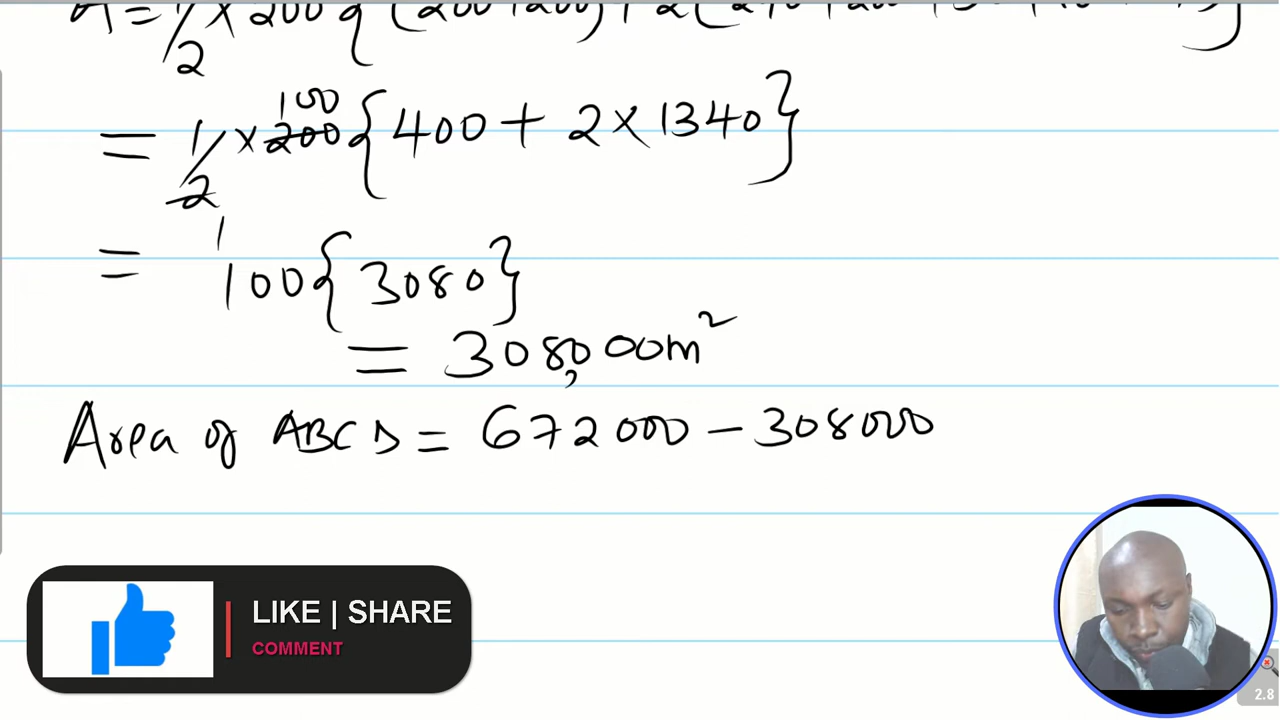 = 1/2 × 200 100 {400 + 2 × 1340}
1
= 100{3080}
= 308,000m²
Area of ABCD = 672000 - 308000
LIKE | SHARE
COMMENT
2.8